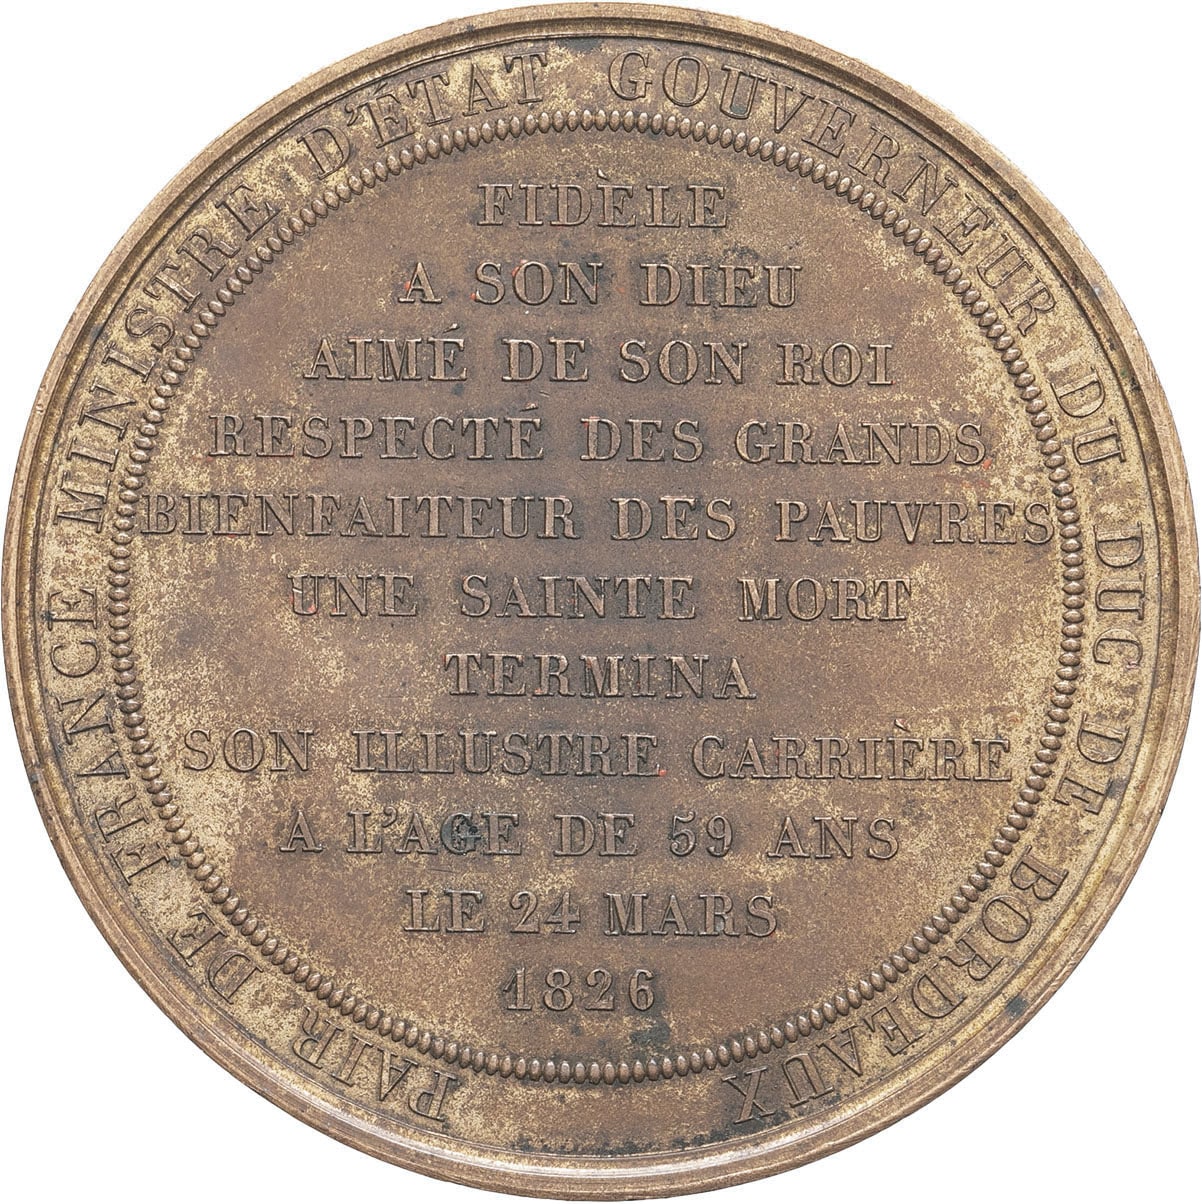 PAIR DE FRANCE MINISTRE D'ÉTAT GOUVERNEUR DU DUC DE BORDEAUX
FIDÈLE
A SON DIEU
AIMÉ DE SON ROI
RESPECTÉ DES GRANDS
BIENFAITEUR DES PAUVRES
UNE SAINTE MORT
TERMINA
SON ILLUSTRE CARRIÈRE
A L'AGE DE 59 ANS
LE 24 MARS
1826